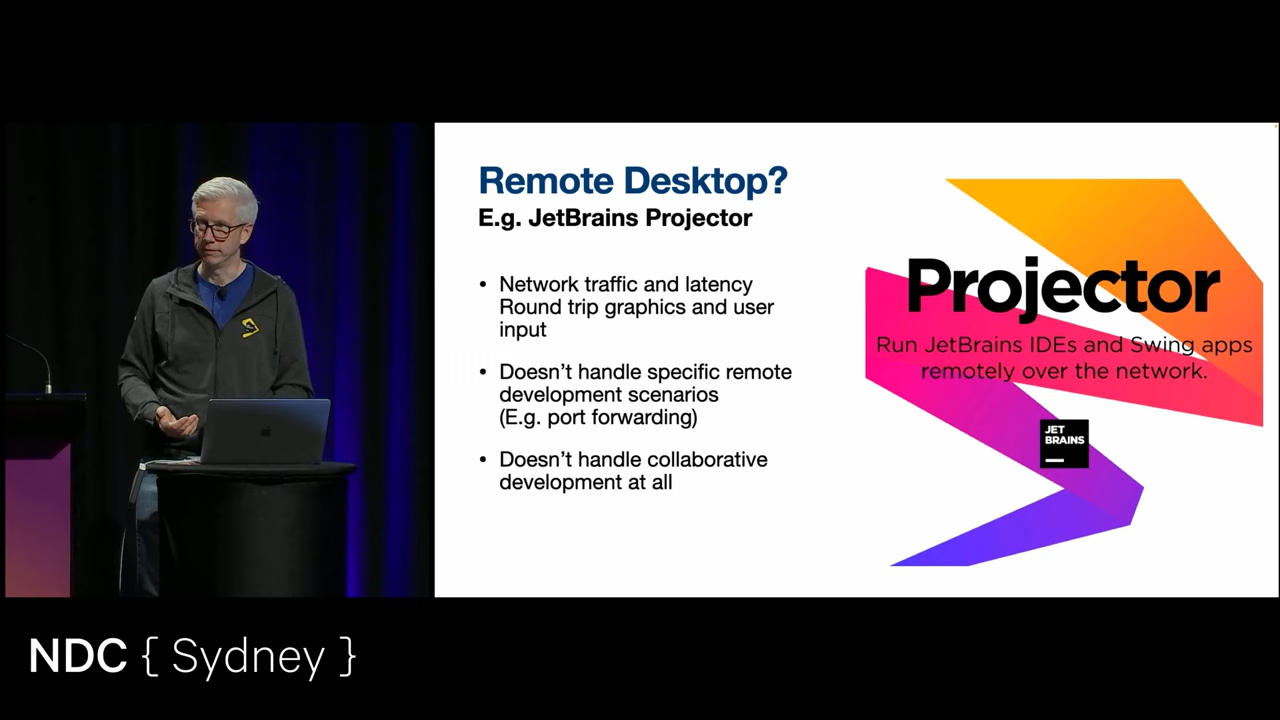 Remote Desktop?
E.g. JetBrains Projector
• Network traffic and latency
Round trip graphics and user
input
• Doesn’t handle specific remote
development scenarios
(E.g. port forwarding)
• Doesn’t handle collaborative
development at all
Projector
Run JetBrains IDEs and Swing apps
remotely over the network.
JET
BRAINS
NDC { Sydney }